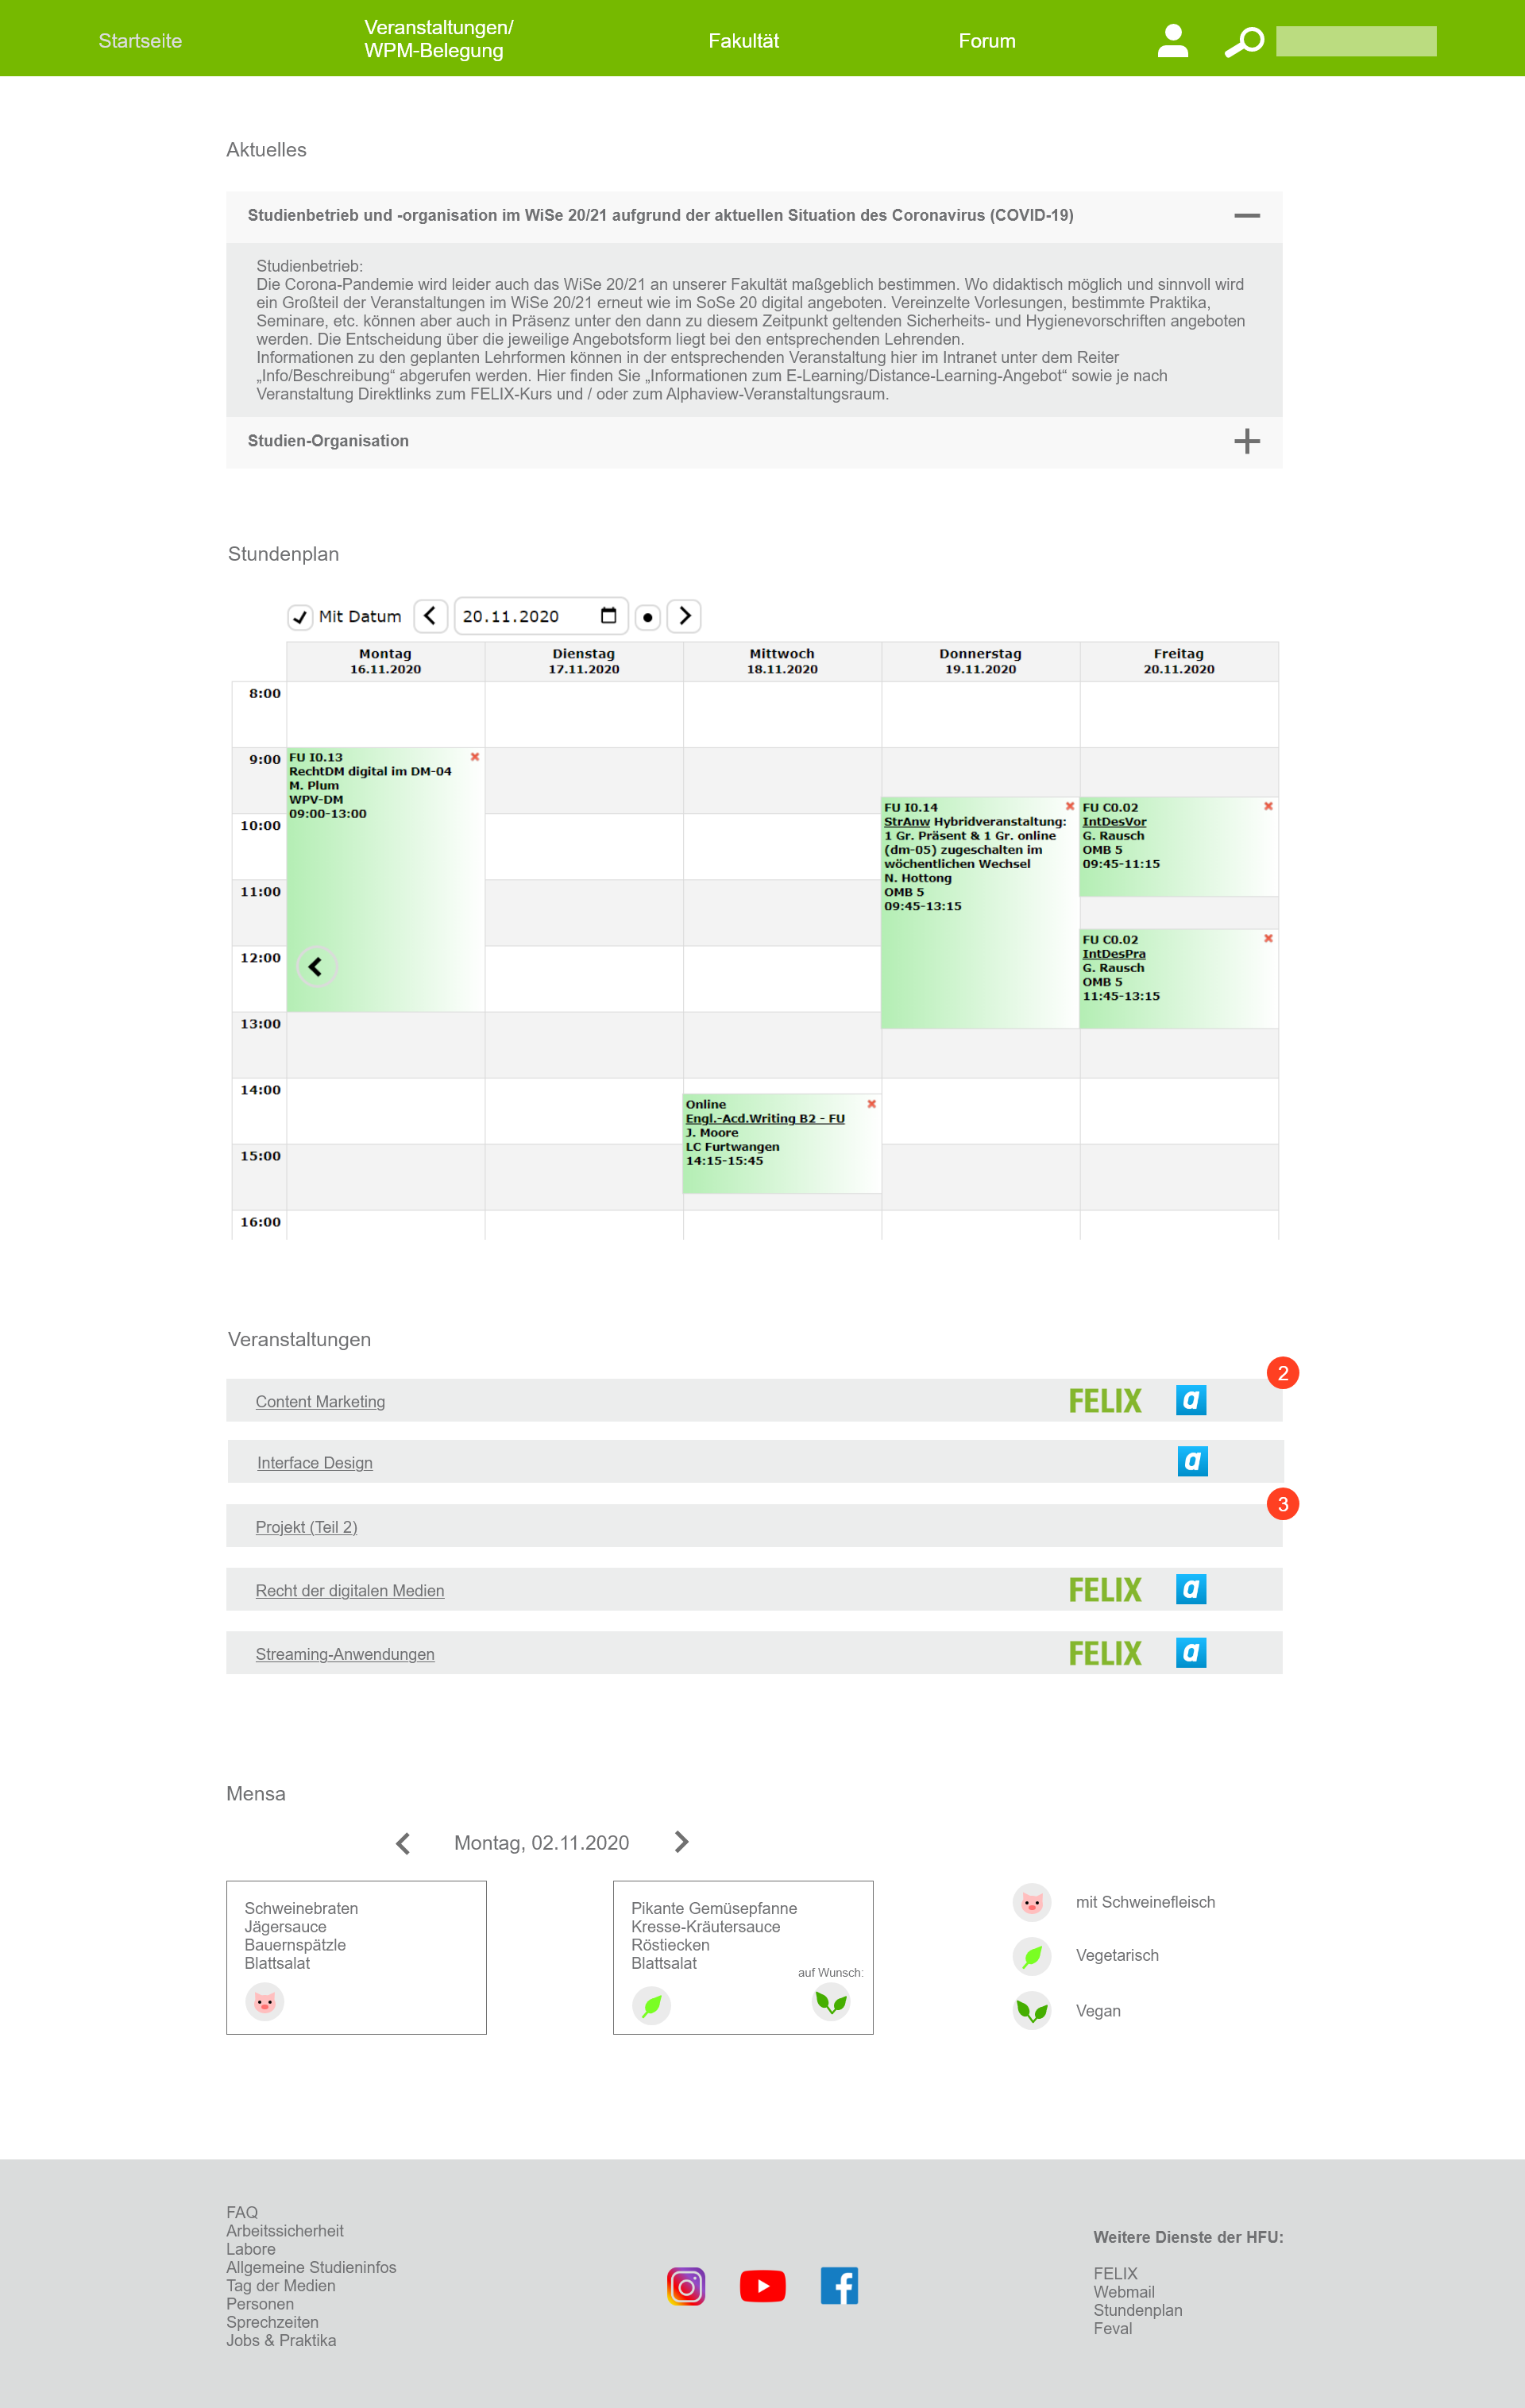 Startseite
Veranstaltungen/
WPM-Belegung
Fakultät
Forum
Aktuelles
Studienbetrieb und -organisation im WiSe 20/21 aufgrund der aktuellen Situation des Coronavirus (COVID-19)
Studienbetrieb:
Die Corona-Pandemie wird leider auch das WiSe 20/21 an unserer Fakultät maßgeblich bestimmen. Wo didaktisch möglich und sinnvoll wird
ein Großteil der Veranstaltungen im WiSe 20/21 erneut wie im SoSe 20 digital angeboten. Vereinzelte Vorlesungen, bestimmte Praktika,
Seminare, etc. können aber auch in Präsenz unter den dann zu diesem Zeitpunkt geltenden Sicherheits- und Hygienevorschriften angeboten
werden. Die Entscheidung über die jeweilige Angebotsform liegt bei den entsprechenden Lehrenden.
Informationen zu den geplanten Lehrformen können in der entsprechenden Veranstaltung hier im Intranet unter dem Reiter
„Info/Beschreibung“ abgerufen werden. Hier finden Sie „Informationen zum E-Learning/Distance-Learning-Angebot“ sowie je nach
Veranstaltung Direktlinks zum FELIX-Kurs und / oder zum Alphaview-Veranstaltungsraum.
Studien-Organisation
Stundenplan
Mit Datum 20.11.2020
Montag
16.11.2020
Dienstag
17.11.2020
Mittwoch
18.11.2020
Donnerstag
19.11.2020
Freitag
20.11.2020
8:00
9:00
10:00
11:00
12:00
13:00
14:00
15:00
16:00
FU I0.13
RechtDM digital im DM-04
M. Plum
WPV-DM
09:00-13:00
Online
Engl.-Acd.Writing B2 - FU
J. Moore
LC Furtwangen
14:15-15:45
FU I0.14
StrAnw Hybridveranstaltung:
1 Gr. Präsent & 1 Gr. online
(dm-05) zugeschalten im
wöchentlichen Wechsel
N. Hottong
OMB 5
09:45-13:15
FU C0.02
IntDesVor
G. Rausch
OMB 5
09:45-11:15
FU C0.02
IntDesPra
G. Rausch
OMB 5
11:45-13:15
Veranstaltungen
2
Content Marketing FELIX a
Interface Design a
3
Projekt (Teil 2)
Recht der digitalen Medien FELIX a
Streaming-Anwendungen FELIX a
Mensa
Montag, 02.11.2020
Schweinebraten
Jägersauce
Bauernspätzle
Blattsalat
Pikante Gemüsepfanne
Kresse-Kräutersauce
Röstiecken
Blattsalat
auf Wunsch:
mit Schweinefleisch
Vegetarisch
Vegan
FAQ
Arbeitssicherheit
Labore
Allgemeine Studieninfos
Tag der Medien
Personen
Sprechzeiten
Jobs & Praktika
f
Weitere Dienste der HFU:
FELIX
Webmail
Stundenplan
Feval